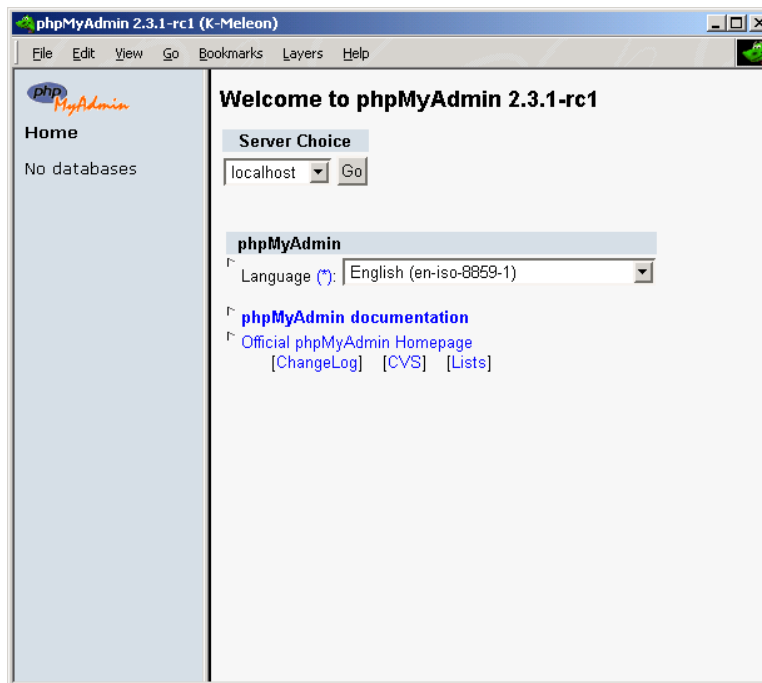 phpMyAdmin 2.3.1-rc1 (K-Meleon)
File Edit View Go Bookmarks Layers Help
php
MyAdmin
Home
No databases
Welcome to phpMyAdmin 2.3.1-rc1
Server Choice
localhost Go
phpMyAdmin
Language (*): English (en-iso-8859-1)
phpMyAdmin documentation
Official phpMyAdmin Homepage
[ChangeLog] [CVS] [Lists]